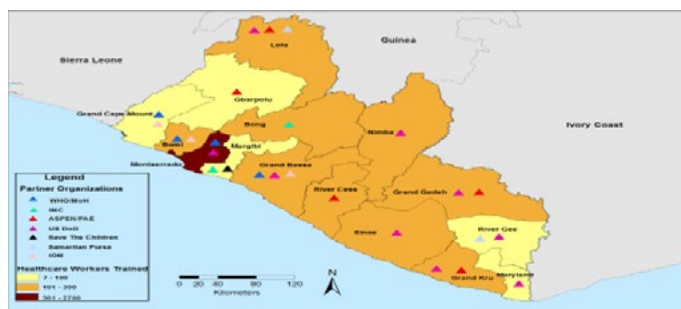 Guinea
Sierra Leone
Lofa
Gbarpolu
Grand Cape Mount
Bong
Nimba
Ivory Coast
Bomi
Margibi
Montserrado
Grand Bassa
River Cess
Grand Gedeh
Sinoe
River Gee
Grand Kru
Maryland
Legend
Partner Organizations
WHO/MoH
IMC
ASPEN/PAE
US DoD
Save The Children
Samaritan Purse
IOM
Healthcare Workers Trained
7 - 100
101 - 300
301 - 2786
0 20 40 80 120
Kilometers
N